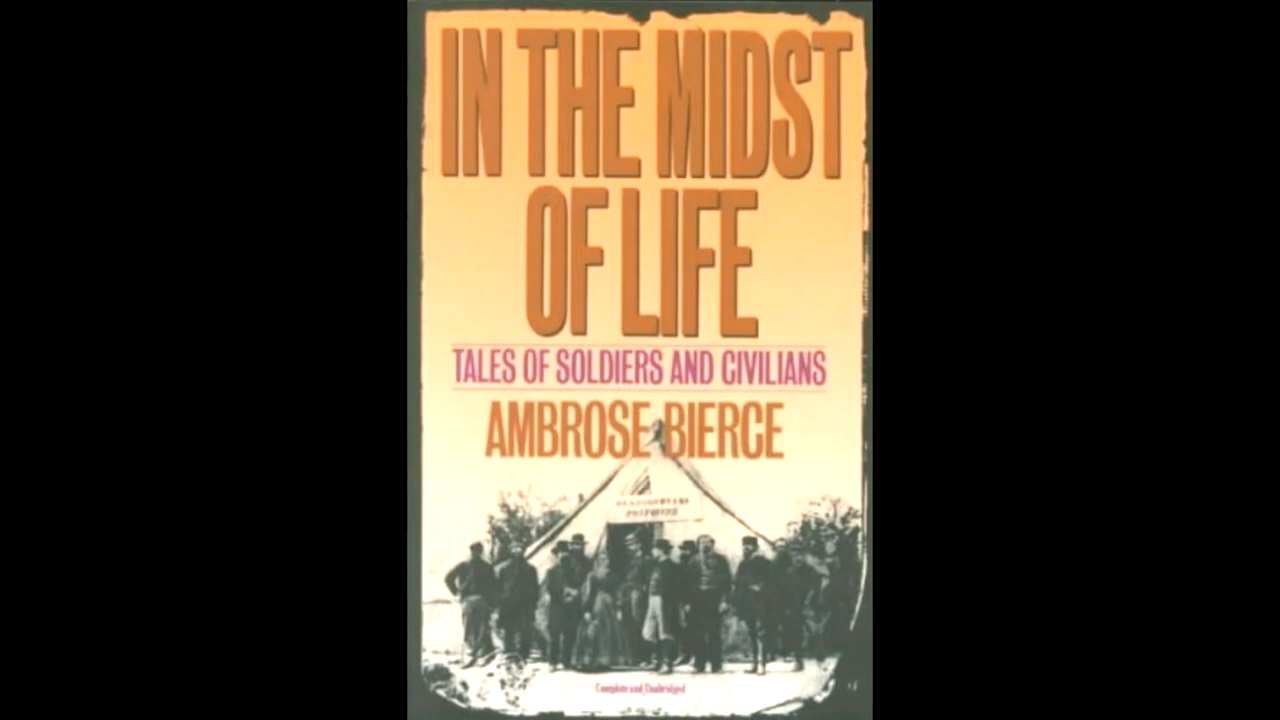 IN THE MIDST
OF LIFE
TALES OF SOLDIERS AND CIVILIANS
AMBROSE BIERCE
Complete and Unabridged